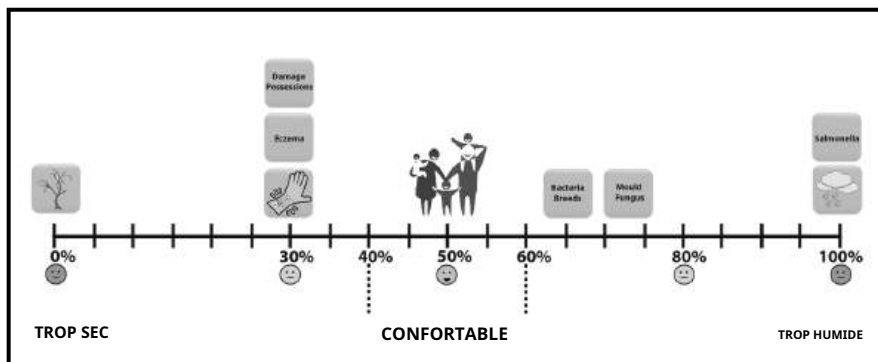 Damage
Possessions
Eczema
Salmonella
Bacteria
Breeds
Mould
Fungus
0%
30%
40%
50%
60%
80%
100%
TROP SEC
CONFORTABLE
TROP HUMIDE